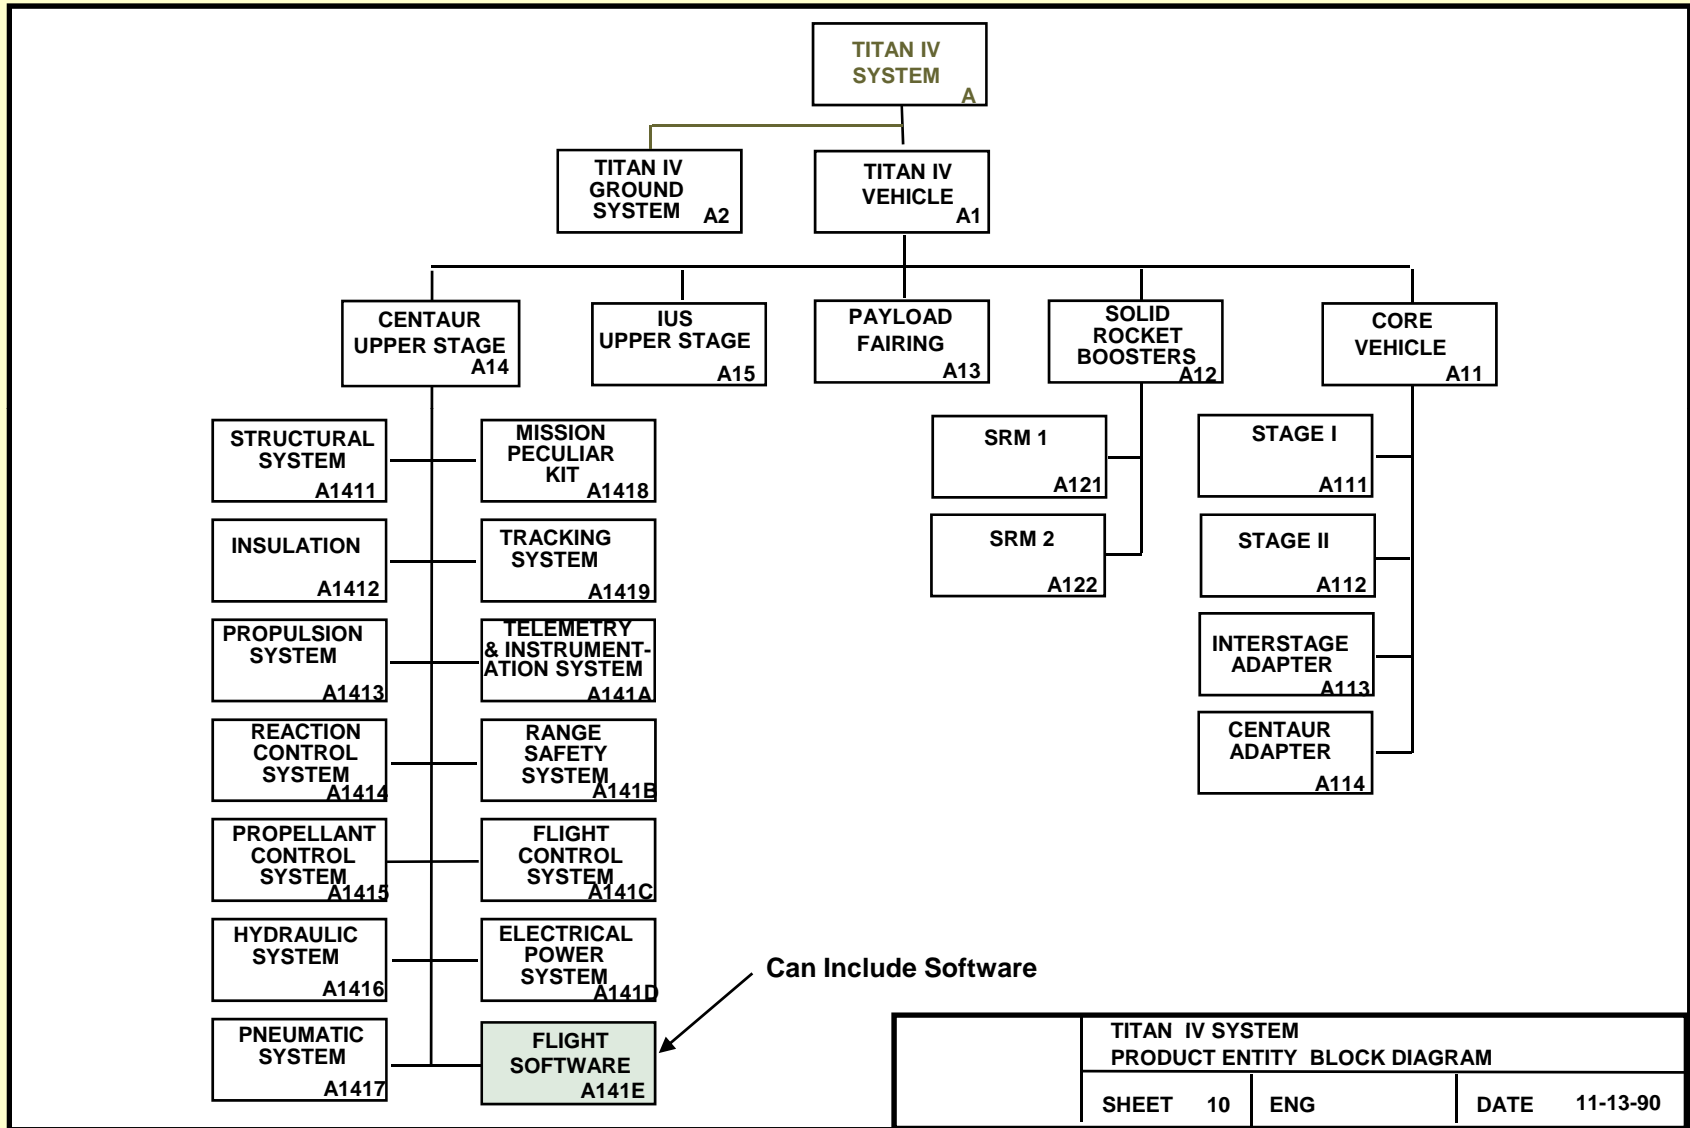 TITAN IV
SYSTEM
A
TITAN IV
GROUND
SYSTEM A2
TITAN IV
VEHICLE
A1
CENTAUR
UPPER STAGE
A14
IUS
UPPER STAGE
A15
PAYLOAD
FAIRING
A13
SOLID
ROCKET
BOOSTERS
A12
CORE
VEHICLE
A11
STRUCTURAL
SYSTEM
A1411
MISSION
PECULIAR
KIT
A1418
SRM 1
A121
STAGE I
A111
INSULATION
A1412
TRACKING
SYSTEM
A1419
SRM 2
A122
STAGE II
A112
PROPULSION
SYSTEM
A1413
TELEMETRY
& INSTRUMENT-
ATION SYSTEM
A141A
INTERSTAGE
ADAPTER
A113
REACTION
CONTROL
SYSTEM
A1414
RANGE
SAFETY
SYSTEM
A141B
CENTAUR
ADAPTER
A114
PROPELLANT
CONTROL
SYSTEM
A1415
FLIGHT
CONTROL
SYSTEM
A141C
HYDRAULIC
SYSTEM
A1416
ELECTRICAL
POWER
SYSTEM
A141D
Can Include Software
PNEUMATIC
SYSTEM
A1417
FLIGHT
SOFTWARE
A141E
TITAN IV SYSTEM
PRODUCT ENTITY BLOCK DIAGRAM
SHEET 10 ENG DATE 11-13-90